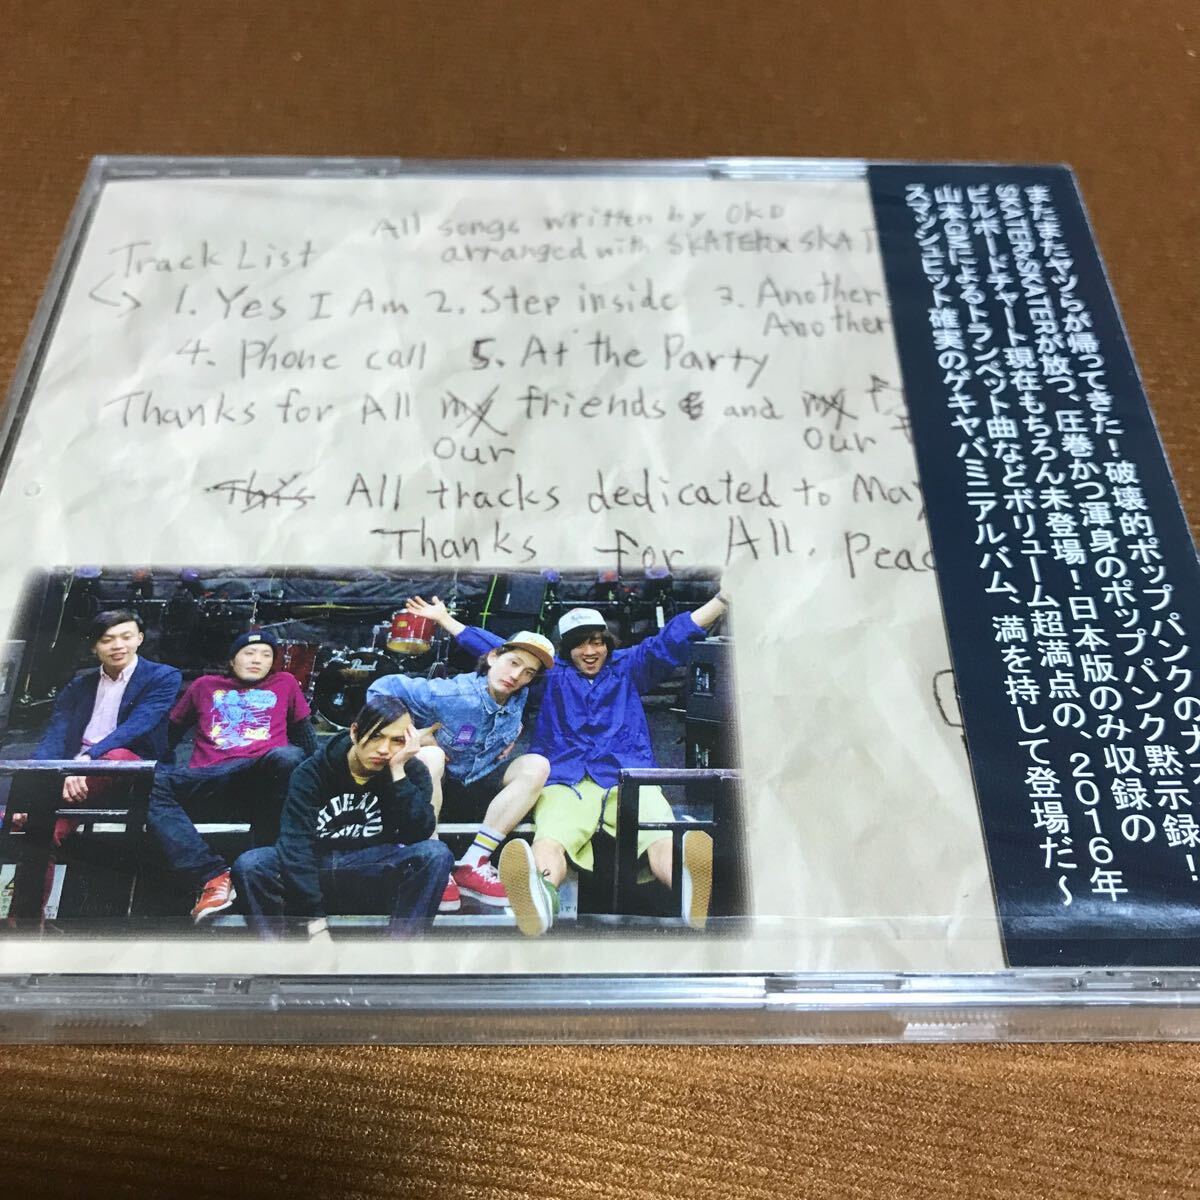 All songs written by OKD
arranged with SKATER×SKAT
Track List
1. Yes I Am 2. Step inside 3. Another
Another
4. Phone call 5. At the Party
Thanks for All my friends and my
Our Our
This All tracks dedicated to
Thanks for All.
またまたヤツらが帰ってきた!破壊的ポップパンクの
SKATER×SKATERが放つ、圧巻かつ渾身のポップパンク黙示録!
ビルボードチャート現在もちろん未登場!日本版のみ収録の
山本GMによるトランペット曲などボリューム超満点の、2016年
スマッシュヒット確実のゲキヤバミニアルバム、満を持して登場だ~
Pearl